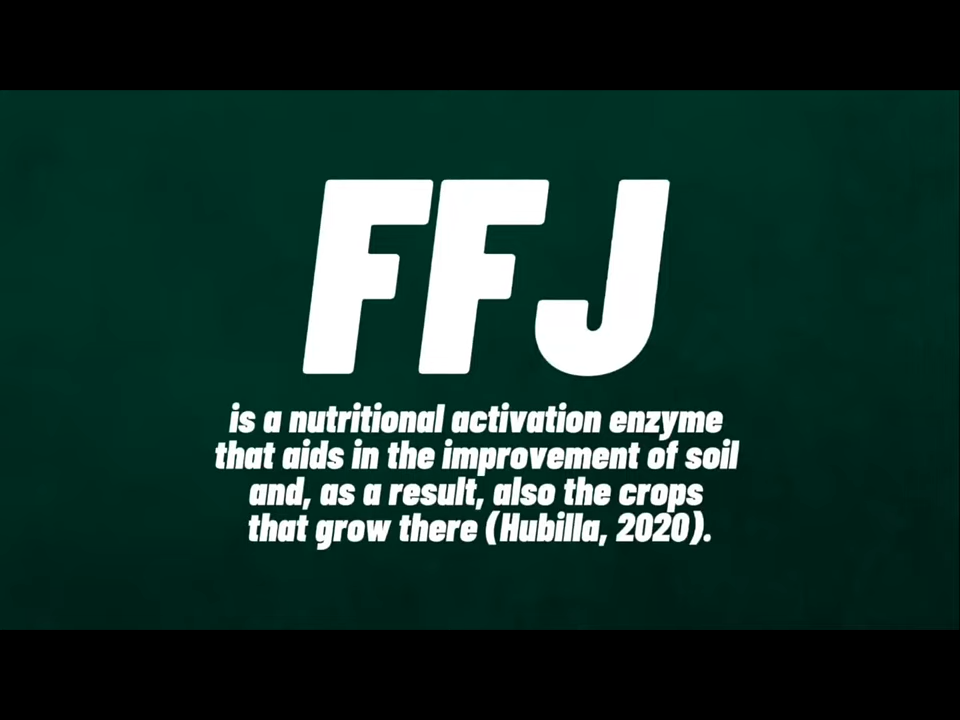 FFJ
is a nutritional activation enzyme
that aids in the improvement of soil
and, as a result, also the crops
that grow there (Hubilla, 2020).